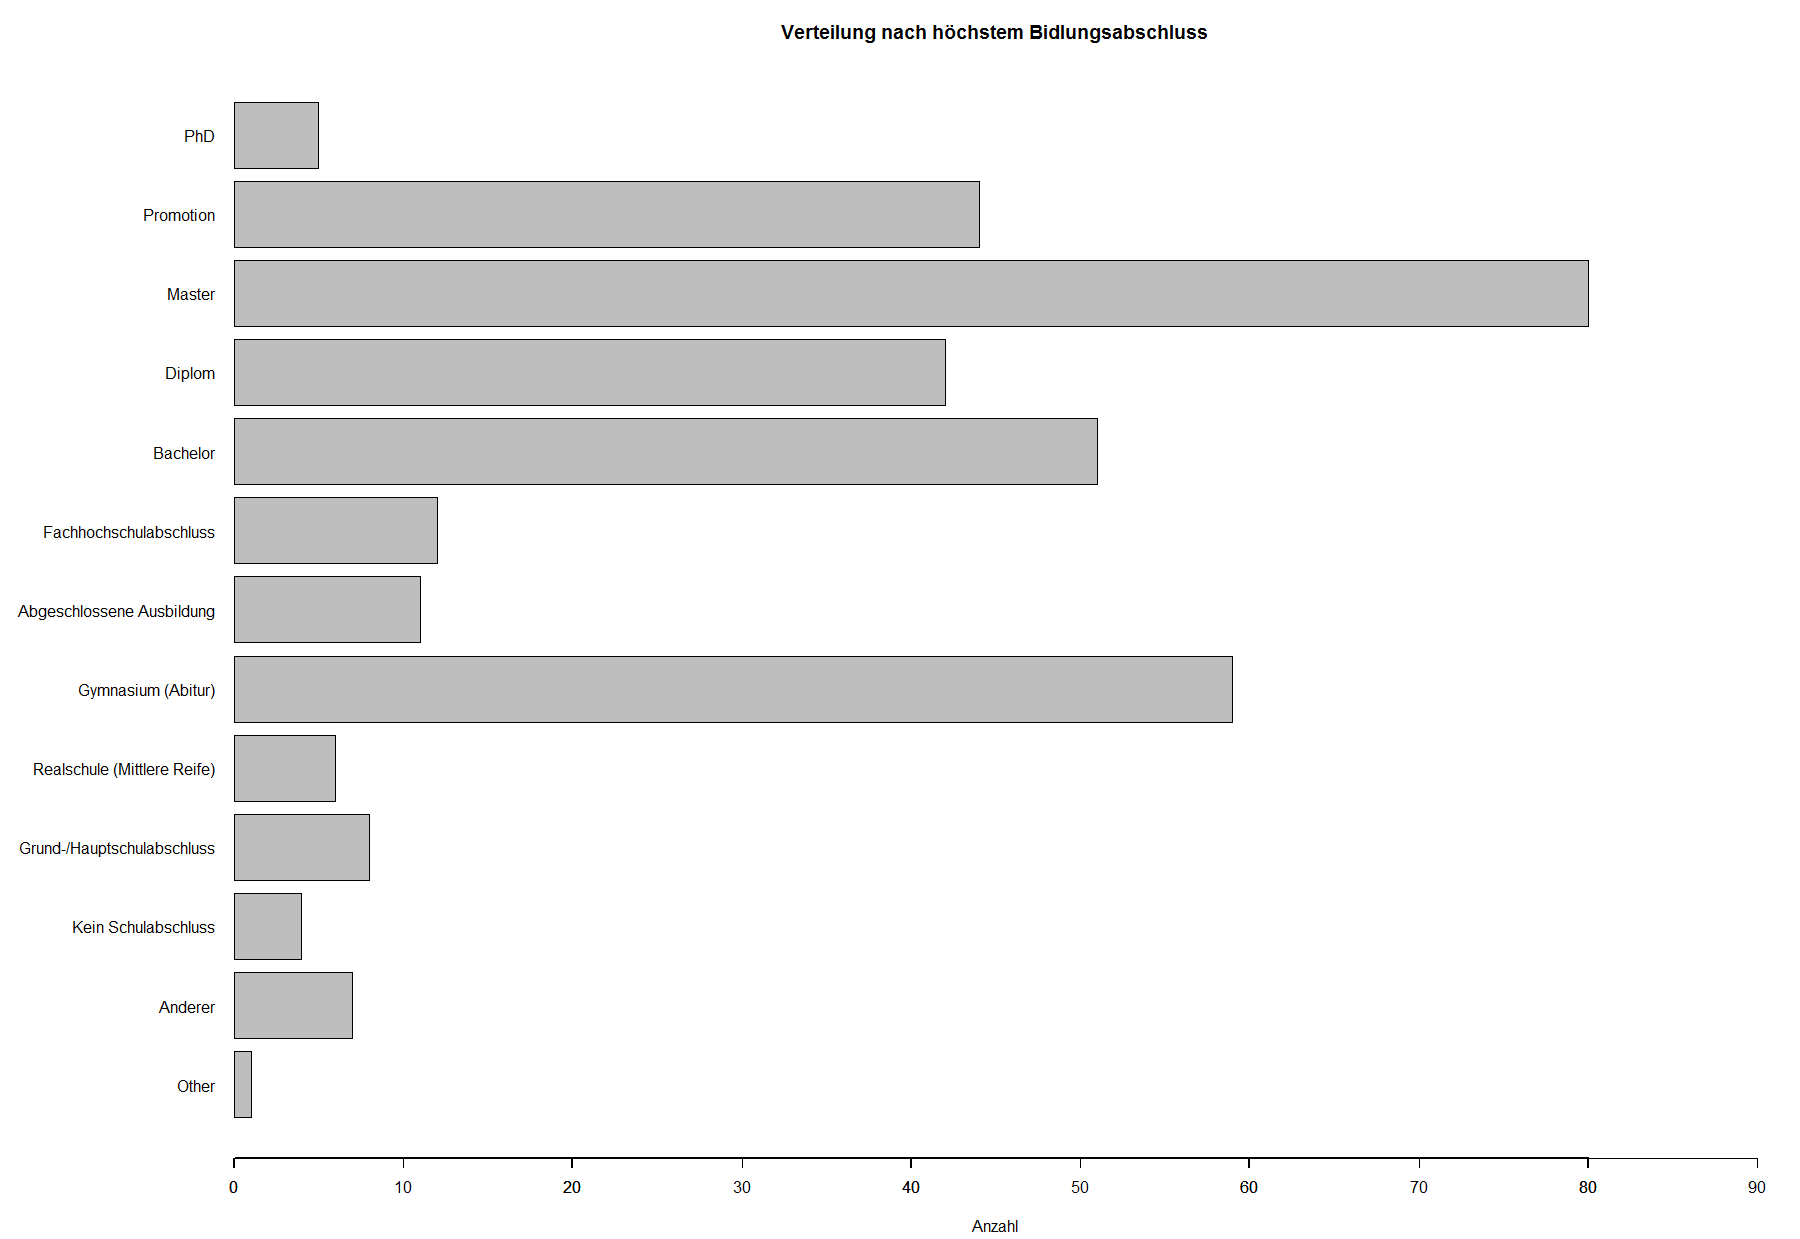 Verteilung nach höchstem Bidlungsabschluss
PhD
Promotion
Master
Diplom
Bachelor
Fachhochschulabschluss
Abgeschlossene Ausbildung
Gymnasium (Abitur)
Realschule (Mittlere Reife)
Grund-/Hauptschulabschluss
Kein Schulabschluss
Anderer
Other
0 10 20 30 40 50 60 70 80 90
Anzahl